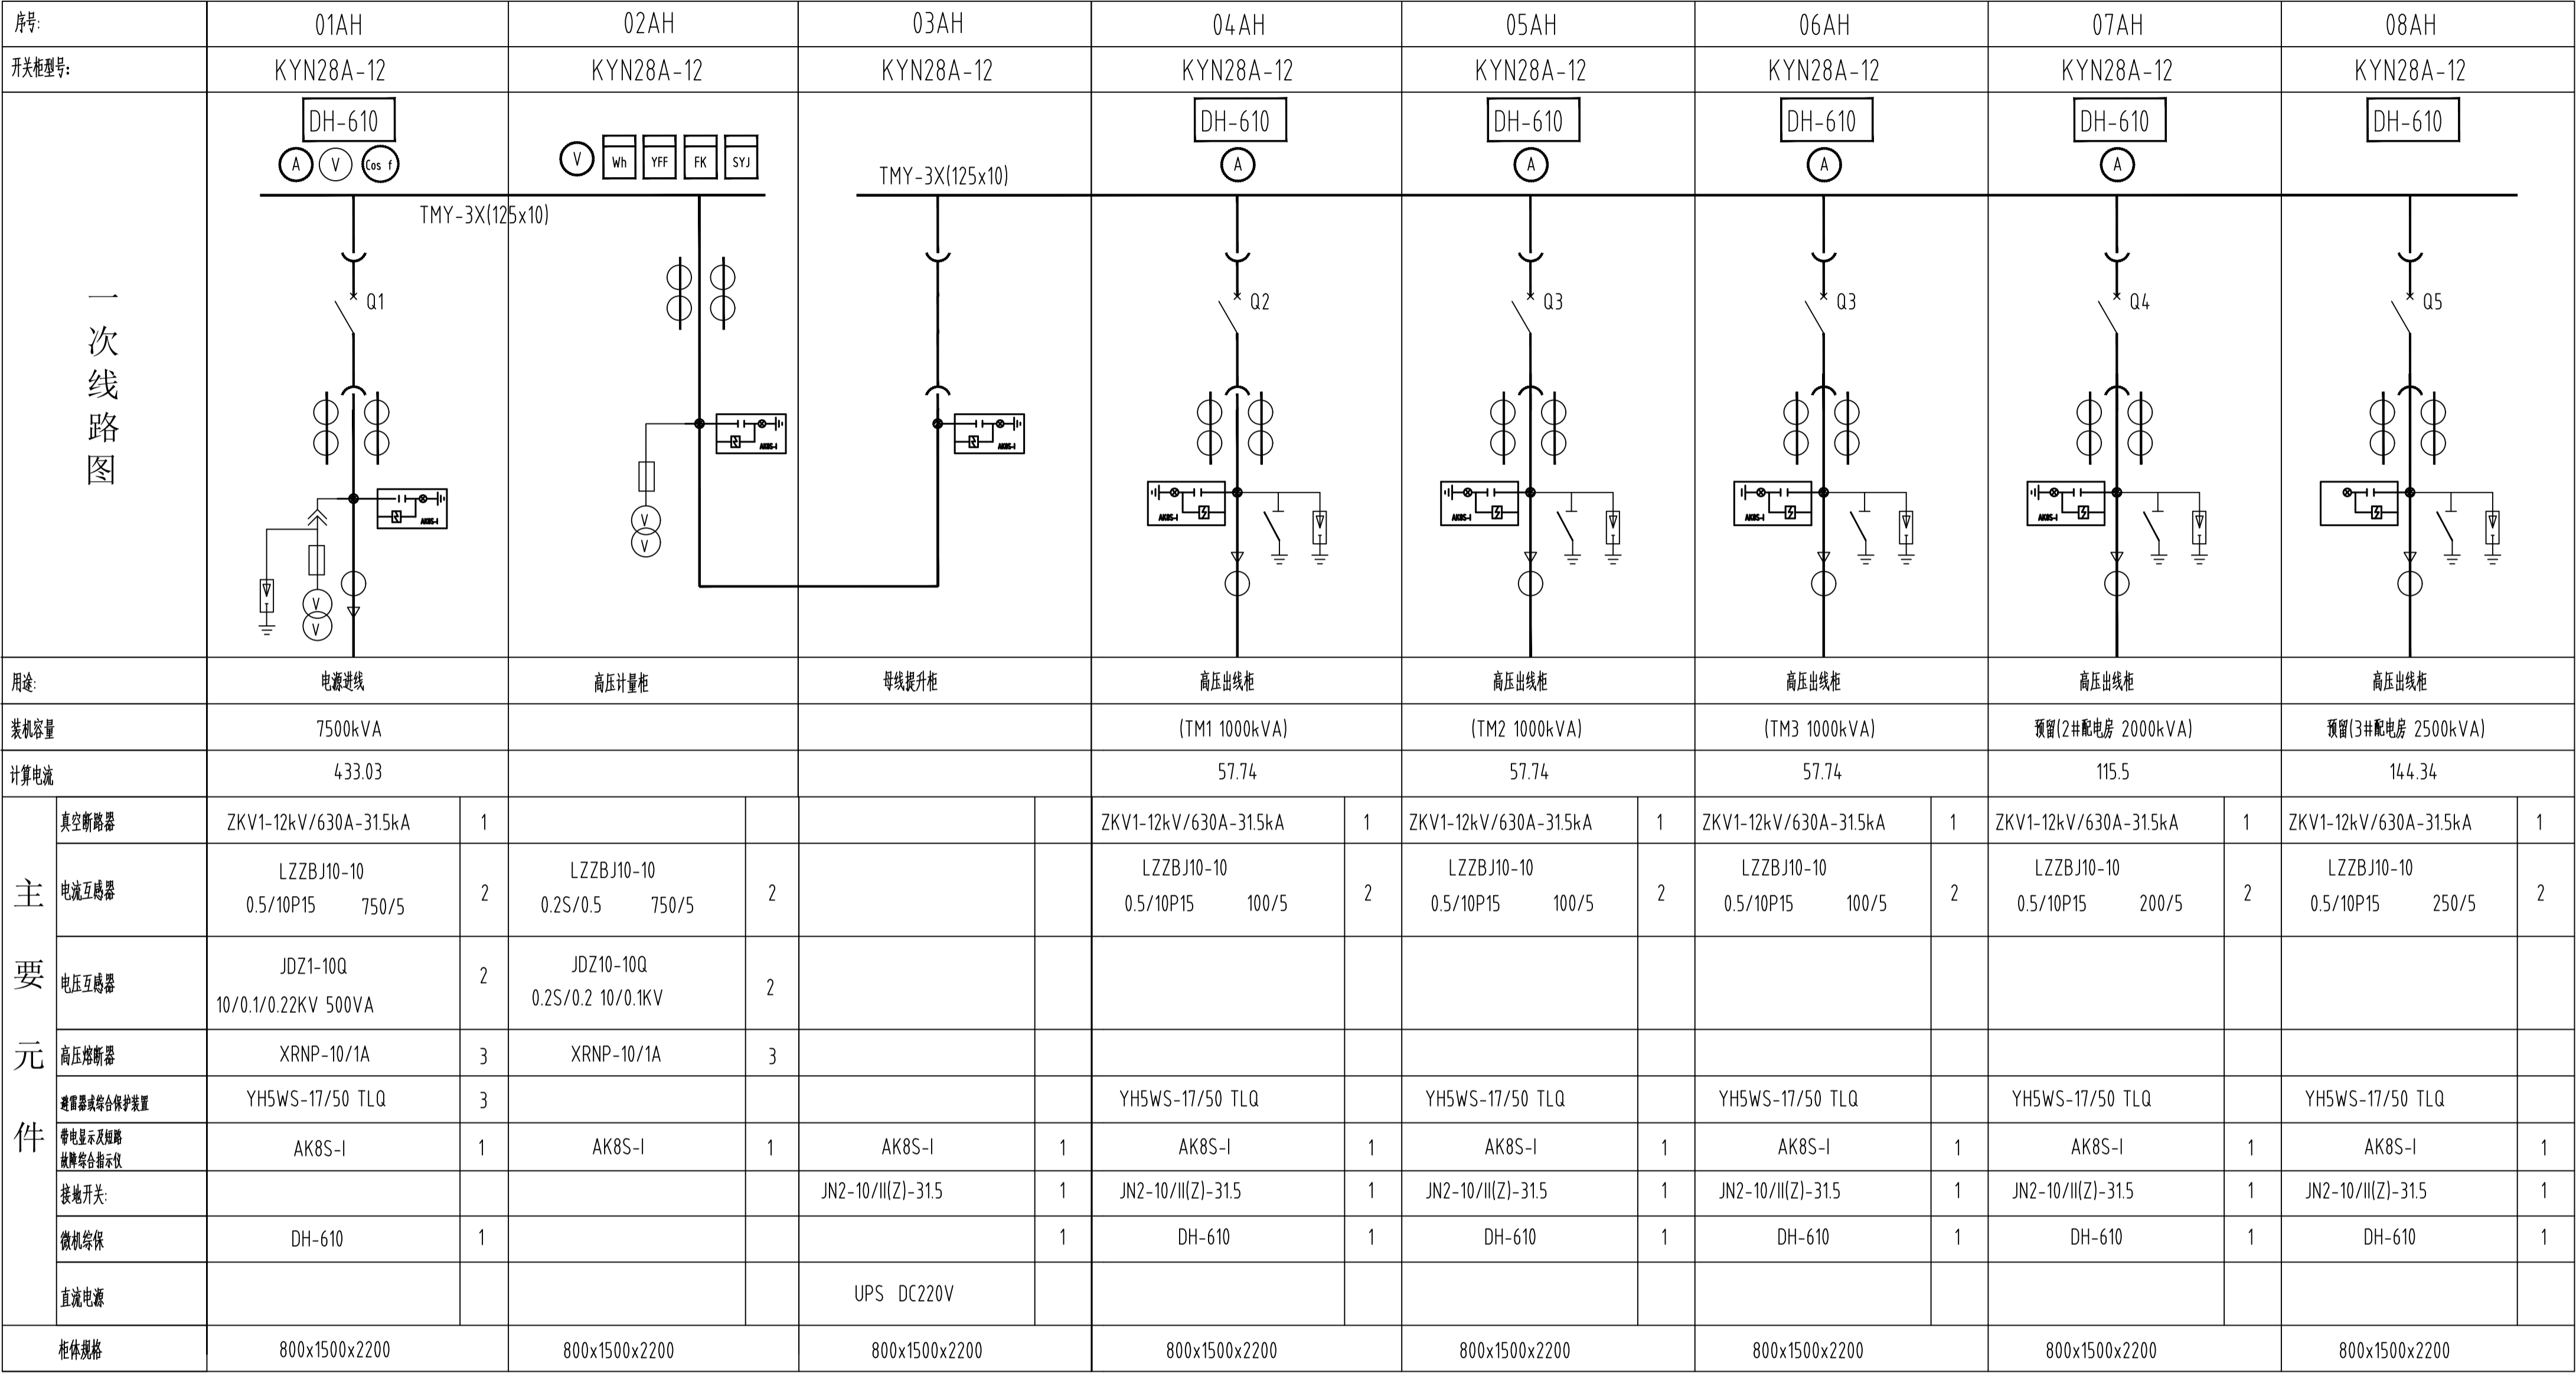 序号: 01AH 02AH 03AH 04AH 05AH 06AH 07AH 08AH
开关柜型号: KYN28A-12 KYN28A-12 KYN28A-12 KYN28A-12 KYN28A-12 KYN28A-12 KYN28A-12 KYN28A-12
DH-610 DH-610 DH-610 DH-610 DH-610 DH-610
A V Cos f V Wh YFF FK SYJ A A A A
TMY-3X(125x10)
TMY-3X(125x10)
一次线路图
Q1 Q2 Q3 Q3 Q4 Q5
AK8S-I AK8S-I
AK8S-I AK8S-I AK8S-I AK8S-I AK8S-I
V V
V V
用途: 电源进线 高压计量柜 母线提升柜 高压出线柜 高压出线柜 高压出线柜 高压出线柜 高压出线柜
装机容量 7500kVA (TM1 1000kVA) (TM2 1000kVA) (TM3 1000kVA) 预留(2#配电房 2000kVA) 预留(3#配电房 2500kVA)
计算电流 433.03 57.74 57.74 57.74 115.5 144.34
主要元件
真空断路器 ZKV1-12kV/630A-31.5kA 1 ZKV1-12kV/630A-31.5kA 1 ZKV1-12kV/630A-31.5kA 1 ZKV1-12kV/630A-31.5kA 1 ZKV1-12kV/630A-31.5kA 1 ZKV1-12kV/630A-31.5kA 1
LZZBJ10-10 LZZBJ10-10 LZZBJ10-10 LZZBJ10-10 LZZBJ10-10 LZZBJ10-10 LZZBJ10-10
电流互感器 0.5/10P15 750/5 2 0.2S/0.5 750/5 2 0.5/10P15 100/5 2 0.5/10P15 100/5 2 0.5/10P15 100/5 2 0.5/10P15 200/5 2 0.5/10P15 250/5 2
JDZ1-10Q JDZ10-10Q
电压互感器 10/0.1/0.22KV 500VA 2 0.2S/0.2 10/0.1KV 2
高压熔断器 XRNP-10/1A 3 XRNP-10/1A 3
避雷器或综合保护装置 YH5WS-17/50 TLQ 3 YH5WS-17/50 TLQ YH5WS-17/50 TLQ YH5WS-17/50 TLQ YH5WS-17/50 TLQ YH5WS-17/50 TLQ
带电显示及短路
故障综合指示仪 AK8S-I 1 AK8S-I 1 AK8S-I 1 AK8S-I 1 AK8S-I 1 AK8S-I 1 AK8S-I 1 AK8S-I 1
接地开关: JN2-10/II(Z)-31.5 1 JN2-10/II(Z)-31.5 1 JN2-10/II(Z)-31.5 1 JN2-10/II(Z)-31.5 1 JN2-10/II(Z)-31.5 1 JN2-10/II(Z)-31.5 1
微机综保 DH-610 1 1 DH-610 1 DH-610 1 DH-610 1 DH-610 1 DH-610 1
直流电源 UPS DC220V
柜体规格 800x1500x2200 800x1500x2200 800x1500x2200 800x1500x2200 800x1500x2200 800x1500x2200 800x1500x2200 800x1500x2200